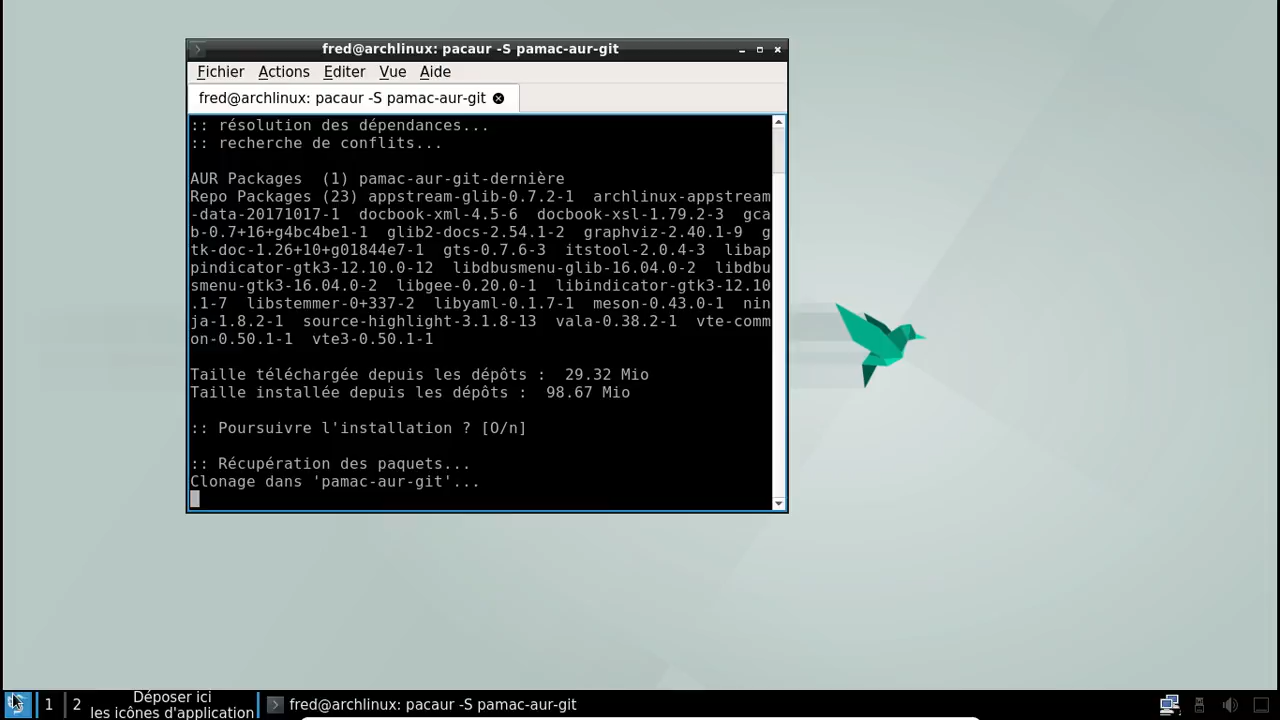 fred@archlinux: pacaur -S pamac-aur-git
Fichier Actions Editer Vue Aide
fred@archlinux: pacaur -S pamac-aur-git
:: résolution des dépendances...
:: recherche de conflits...
AUR Packages  (1) pamac-aur-git-dernière
Repo Packages (23) appstream-glib-0.7.2-1  archlinux-appstream
-data-20171017-1  docbook-xml-4.5-6  docbook-xsl-1.79.2-3  gca
b-0.7+16+g4bc4be1-1  glib2-docs-2.54.1-2  graphviz-2.40.1-9  g
tk-doc-1.26+10+g01844e7-1  gts-0.7.6-3  itstool-2.0.4-3  libap
pindicator-gtk3-12.10.0-12  libdbusmenu-glib-16.04.0-2  libdbu
smenu-gtk3-16.04.0-2  libgee-0.20.0-1  libindicator-gtk3-12.10
.1-7  libstemmer-0+337-2  libyaml-0.1.7-1  meson-0.43.0-1  nin
ja-1.8.2-1  source-highlight-3.1.8-13  vala-0.38.2-1  vte-comm
on-0.50.1-1  vte3-0.50.1-1
Taille téléchargée depuis les dépôts :  29.32 Mio
Taille installée depuis les dépôts :  98.67 Mio
:: Poursuivre l'installation ? [O/n]
:: Récupération des paquets...
Clonage dans 'pamac-aur-git'...
1 2
Déposer ici
les icônes d'application
fred@archlinux: pacaur -S pamac-aur-git